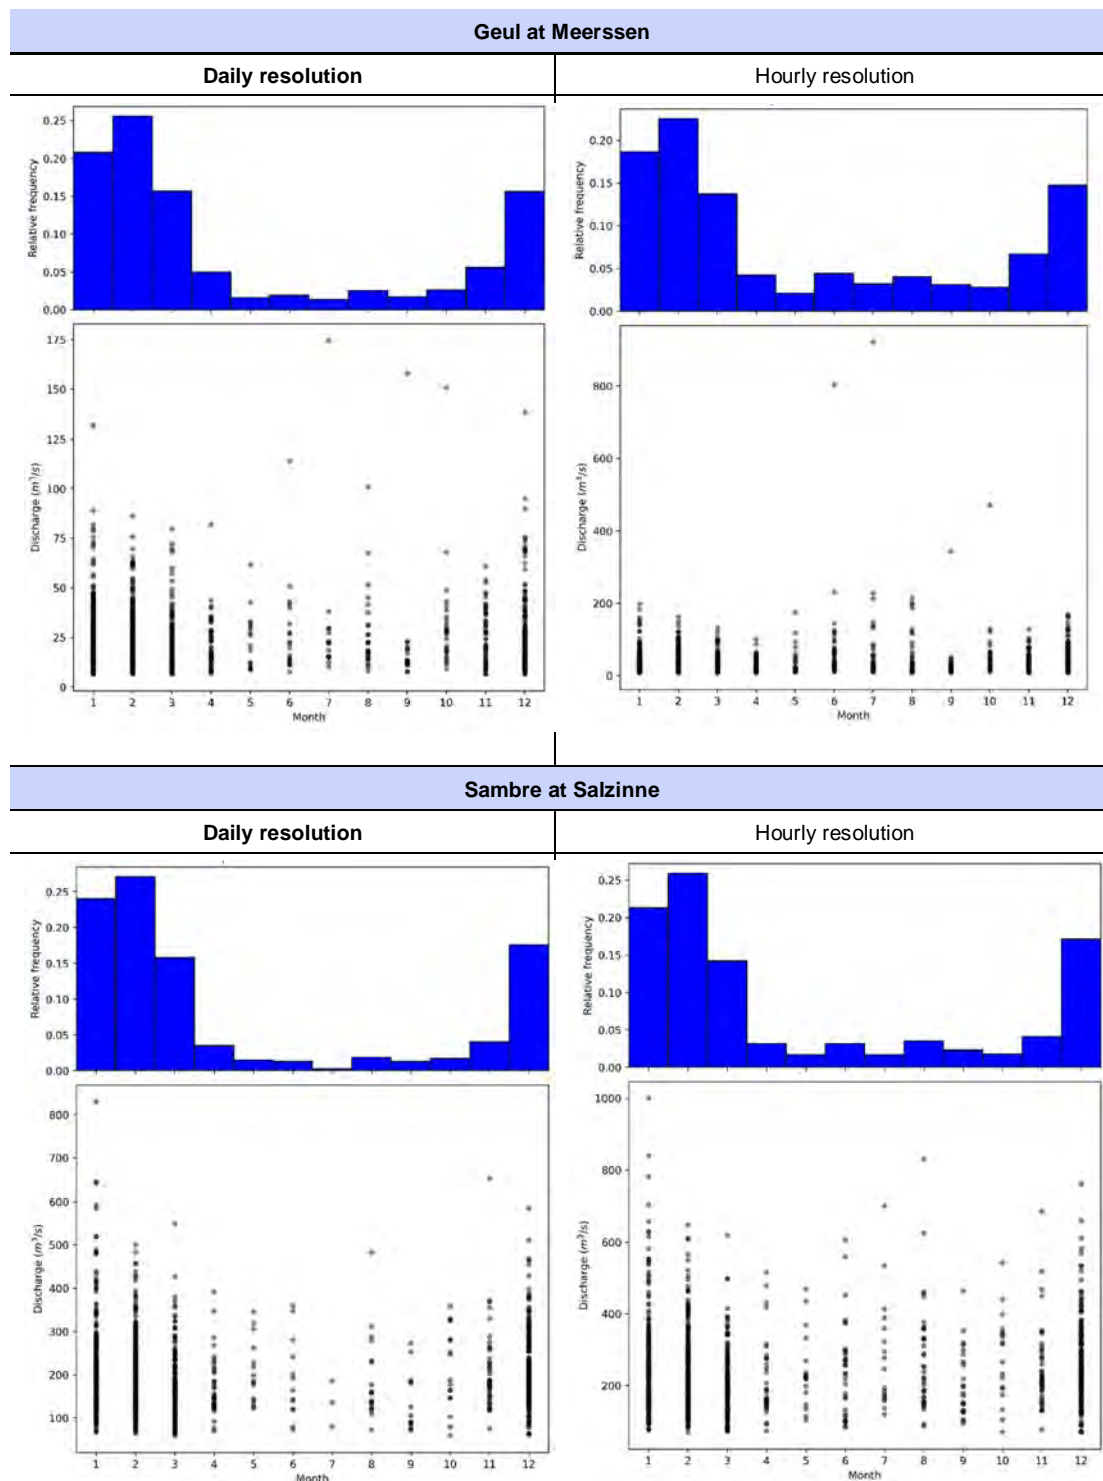 Geul at Meerssen
Daily resolution
Hourly resolution
0.25
0.20
0.15
0.10
0.05
0.00
Relative frequency
0.20
0.15
0.10
0.05
0.00
Relative frequency
175
150
125
100
75
50
25
0
Discharge (m³/s)
1 2 3 4 5 6 7 8 9 10 11 12
Month
800
600
400
200
0
Discharge (m³/s)
1 2 3 4 5 6 7 8 9 10 11 12
Month
Sambre at Salzinne
Daily resolution
Hourly resolution
0.25
0.20
0.15
0.10
0.05
0.00
Relative frequency
0.25
0.20
0.15
0.10
0.05
0.00
Relative frequency
800
700
600
500
400
300
200
100
Discharge (m³/s)
1 2 3 4 5 6 7 8 9 10 11 12
Month
1000
800
600
400
200
Discharge (m³/s)
1 2 3 4 5 6 7 8 9 10 11 12
Month